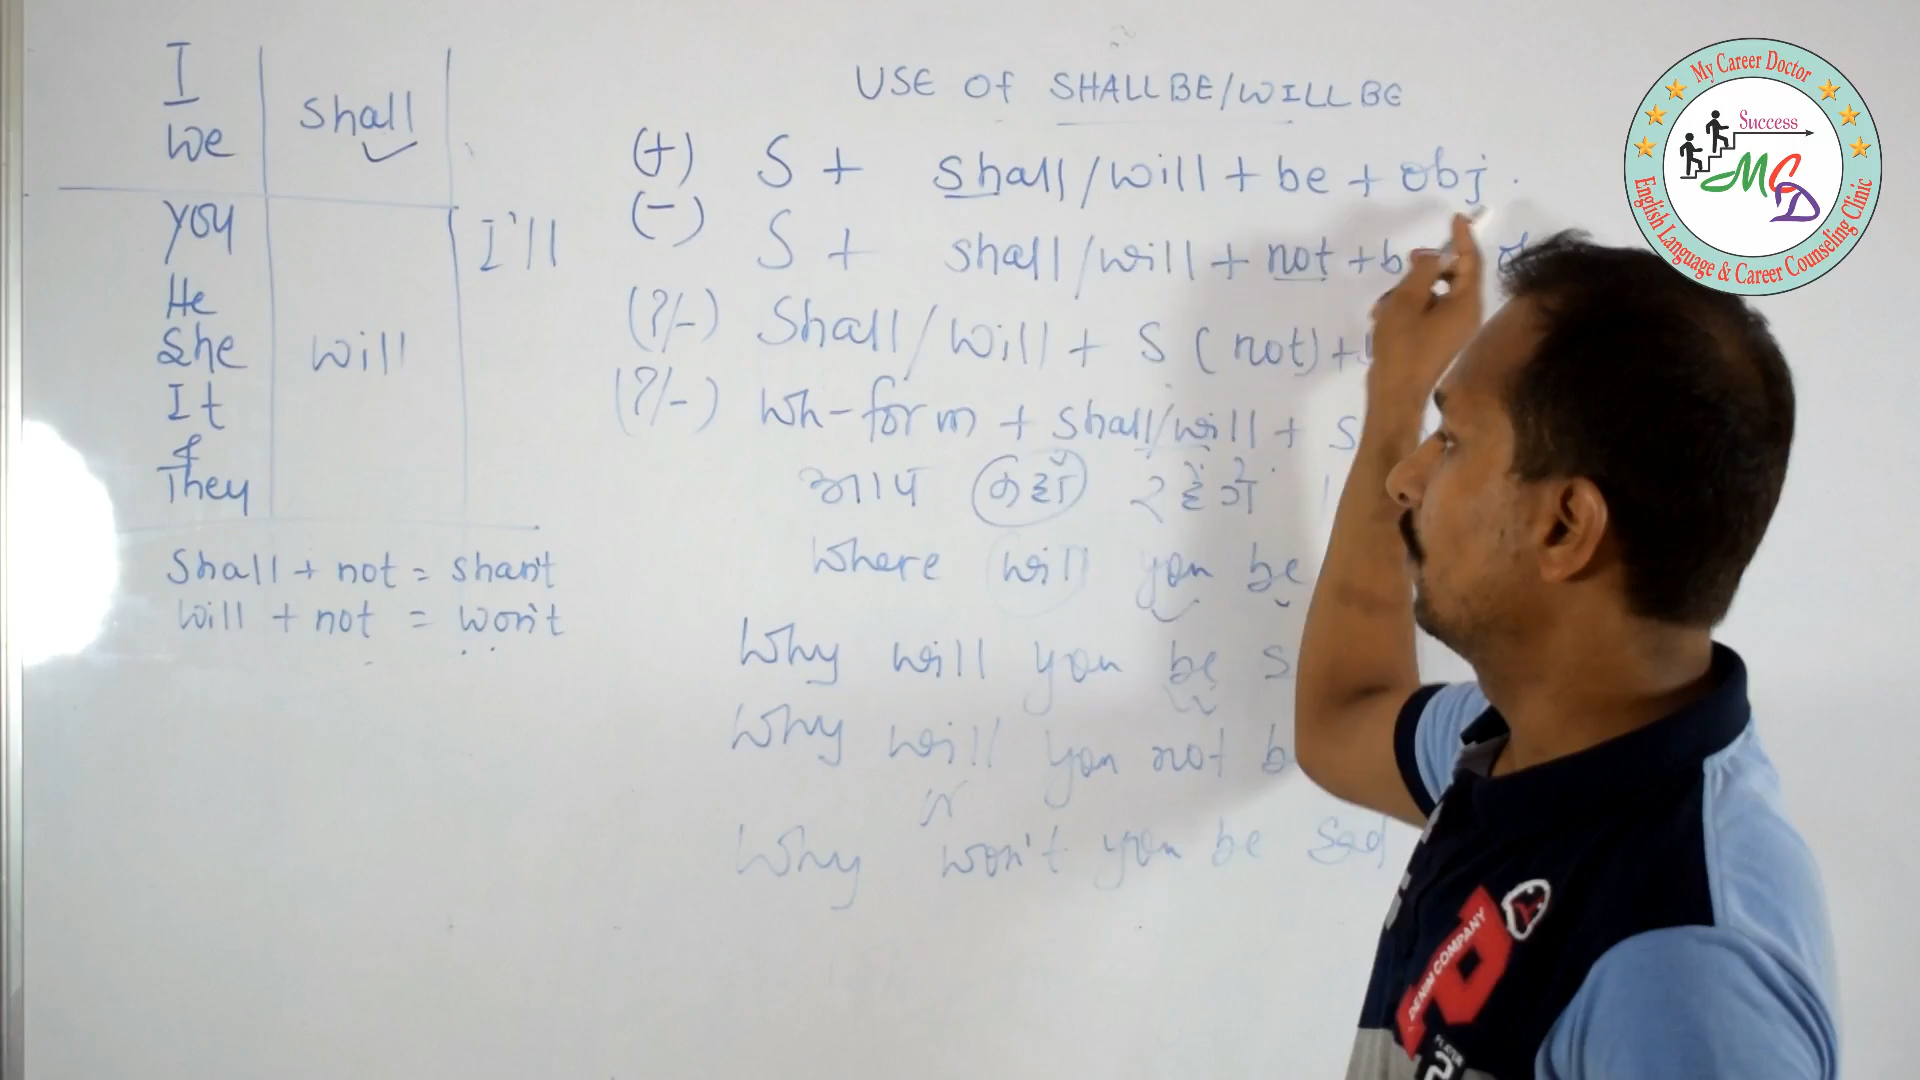 I
We
shall
you
He
She
It
&
They
will
I'll
Shall + not = shan't
will + not = won't
USE Of SHALL BE/WILL BE
(+) S + shall/will + be + obj.
(-) S + shall/will + not + b
(?/-) Shall/Will + S (not) +
(?/-) Wh-form + shall/will + S
आप कहाँ रहेंगे
Where will you be
Why will you be s
Why will you not b
Why won't you be sad
My Career Doctor
Success
MCD
English Language & Career Counseling Clinic
DENIM COMPANY